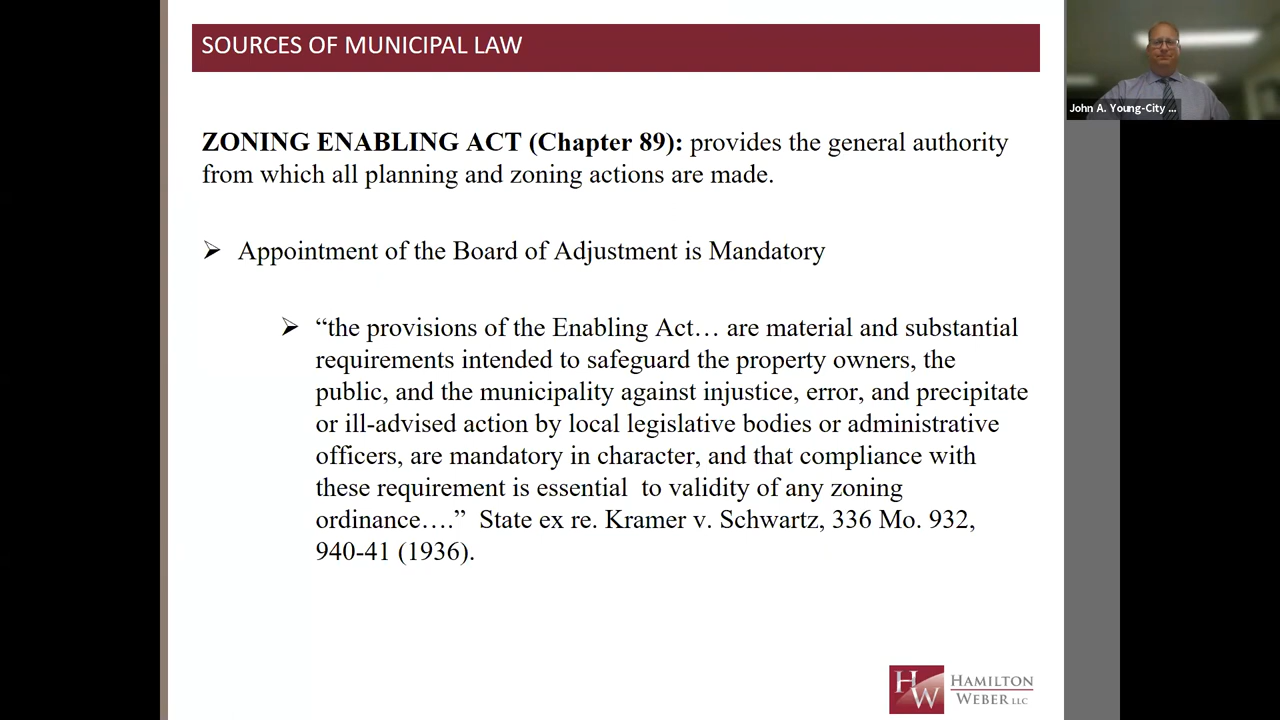 SOURCES OF MUNICIPAL LAW
John A. Young-City ...
ZONING ENABLING ACT (Chapter 89): provides the general authority
from which all planning and zoning actions are made.
➢ Appointment of the Board of Adjustment is Mandatory
➢ “the provisions of the Enabling Act… are material and substantial
requirements intended to safeguard the property owners, the
public, and the municipality against injustice, error, and precipitate
or ill-advised action by local legislative bodies or administrative
officers, are mandatory in character, and that compliance with
these requirement is essential to validity of any zoning
ordinance….” State ex re. Kramer v. Schwartz, 336 Mo. 932,
940-41 (1936).
HW
HAMILTON
WEBER LLC